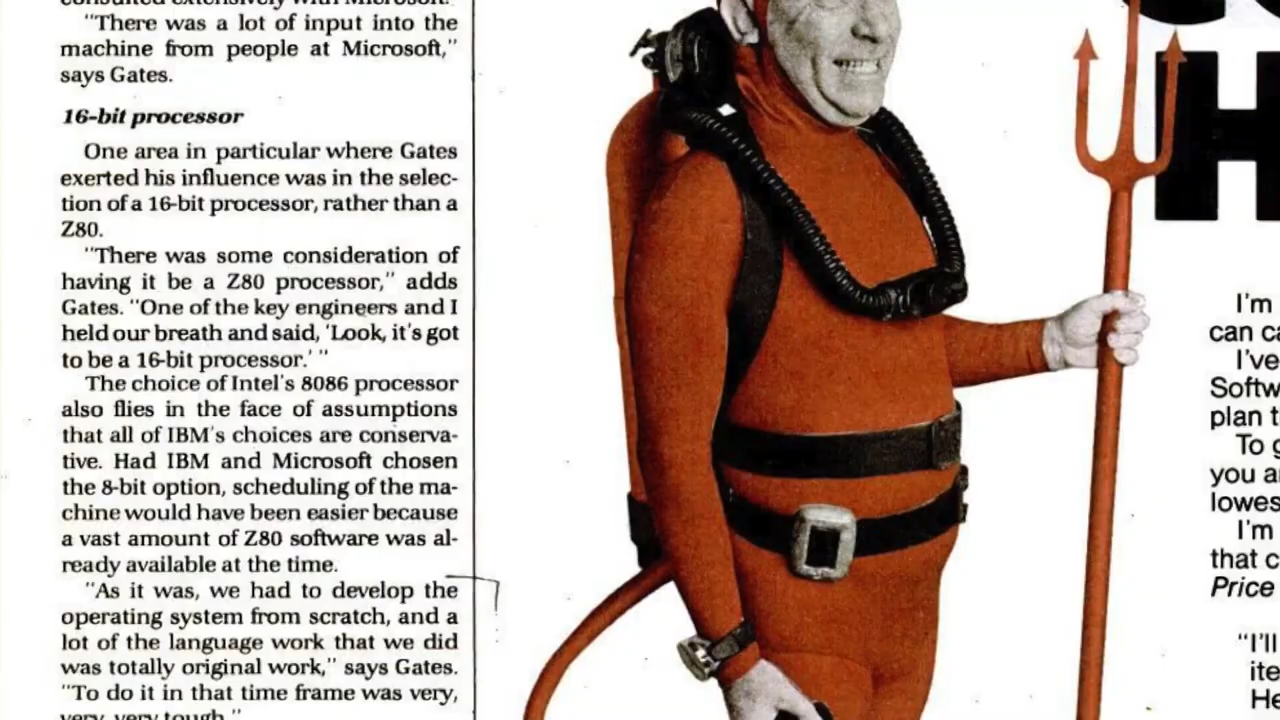 consulted extensively with Microsoft.
"There was a lot of input into the
machine from people at Microsoft,"
says Gates.
16-bit processor
One area in particular where Gates
exerted his influence was in the selec-
tion of a 16-bit processor, rather than a
Z80.
"There was some consideration of
having it be a Z80 processor," adds
Gates. "One of the key engineers and I
held our breath and said, 'Look, it's got
to be a 16-bit processor.' "
The choice of Intel's 8086 processor
also flies in the face of assumptions
that all of IBM's choices are conserva-
tive. Had IBM and Microsoft chosen
the 8-bit option, scheduling of the ma-
chine would have been easier because
a vast amount of Z80 software was al-
ready available at the time.
"As it was, we had to develop the
operating system from scratch, and a
lot of the language work that we did
was totally original work," says Gates.
"To do it in that time frame was very,
very, very tough."
H
I'm
can ca
I've
Softw
plan t
To g
you a
lowes
I'm
that c
Price
"I'll
ite
He